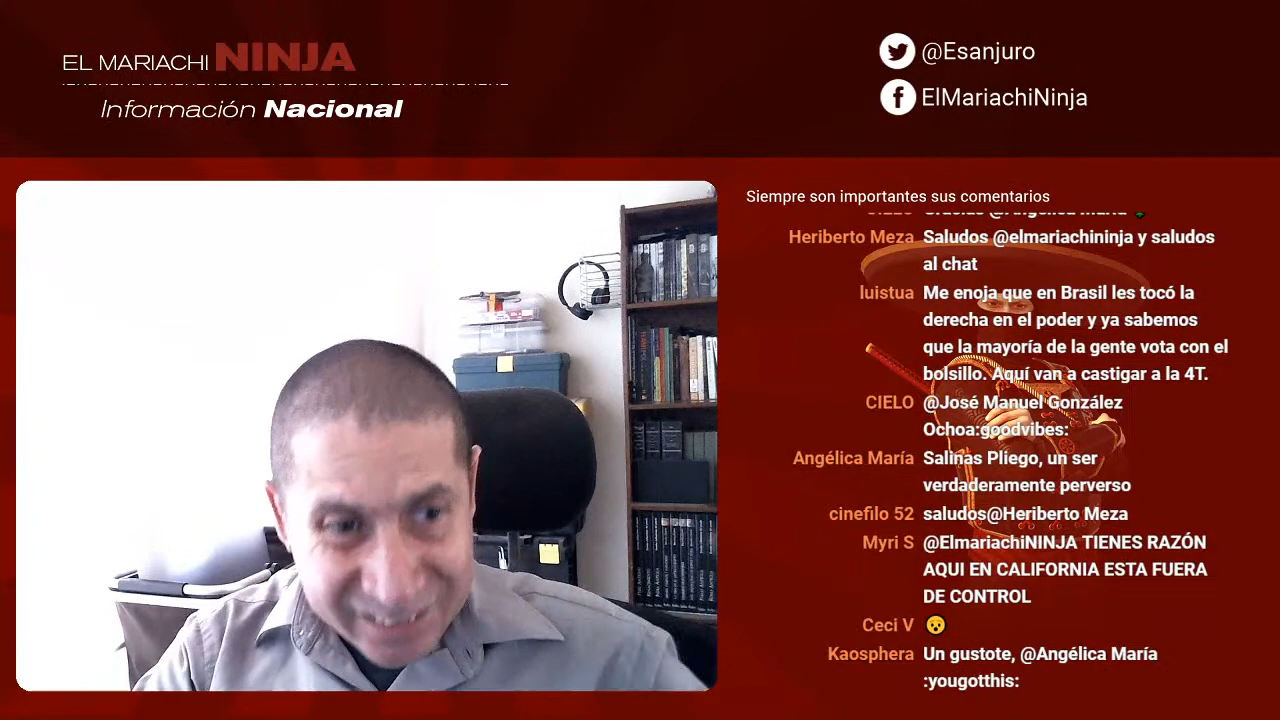 EL MARIACHI NINJA
Información Nacional
@Esanjuro
ElMariachiNinja
Siempre son importantes sus comentarios
Heriberto Meza Saludos @elmariachininja y saludos
al chat
luistua Me enoja que en Brasil les tocó la
derecha en el poder y ya sabemos
que la mayoría de la gente vota con el
bolsillo. Aquí van a castigar a la 4T.
CIELO @José Manuel González
Ochoa:goodvibes:
Angélica María Salinas Pliego, un ser
verdaderamente perverso
cinefilo 52 saludos@Heriberto Meza
Myri S @ElmariachiNINJA TIENES RAZÓN
AQUI EN CALIFORNIA ESTA FUERA
DE CONTROL
Ceci V 😯
Kaosphera Un gustote, @Angélica María
:yougotthis: